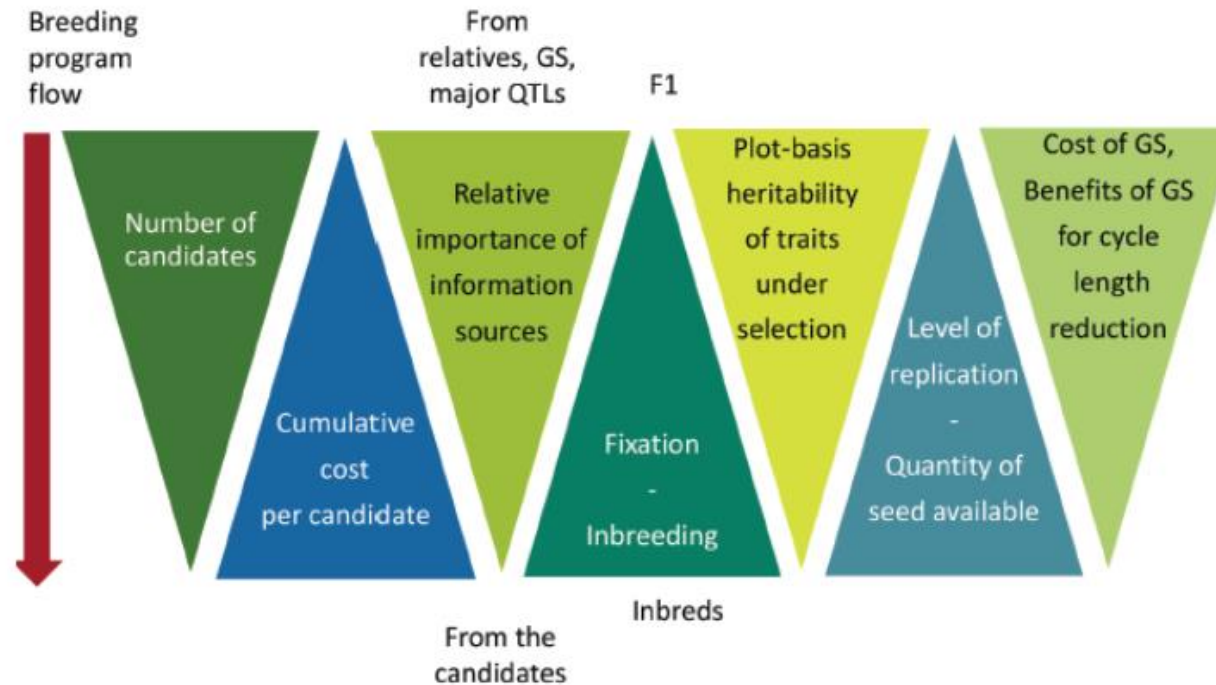 Breeding
program
flow
From
relatives, GS,
major QTLs
F1
Number of
candidates
Cumulative
cost
per candidate
Relative
importance of
information
sources
Fixation
-
Inbreeding
Plot-basis
heritability
of traits
under
selection
Level of
replication
-
Quantity of
seed available
Cost of GS,
Benefits of GS
for cycle
length
reduction
From the
candidates
Inbreds